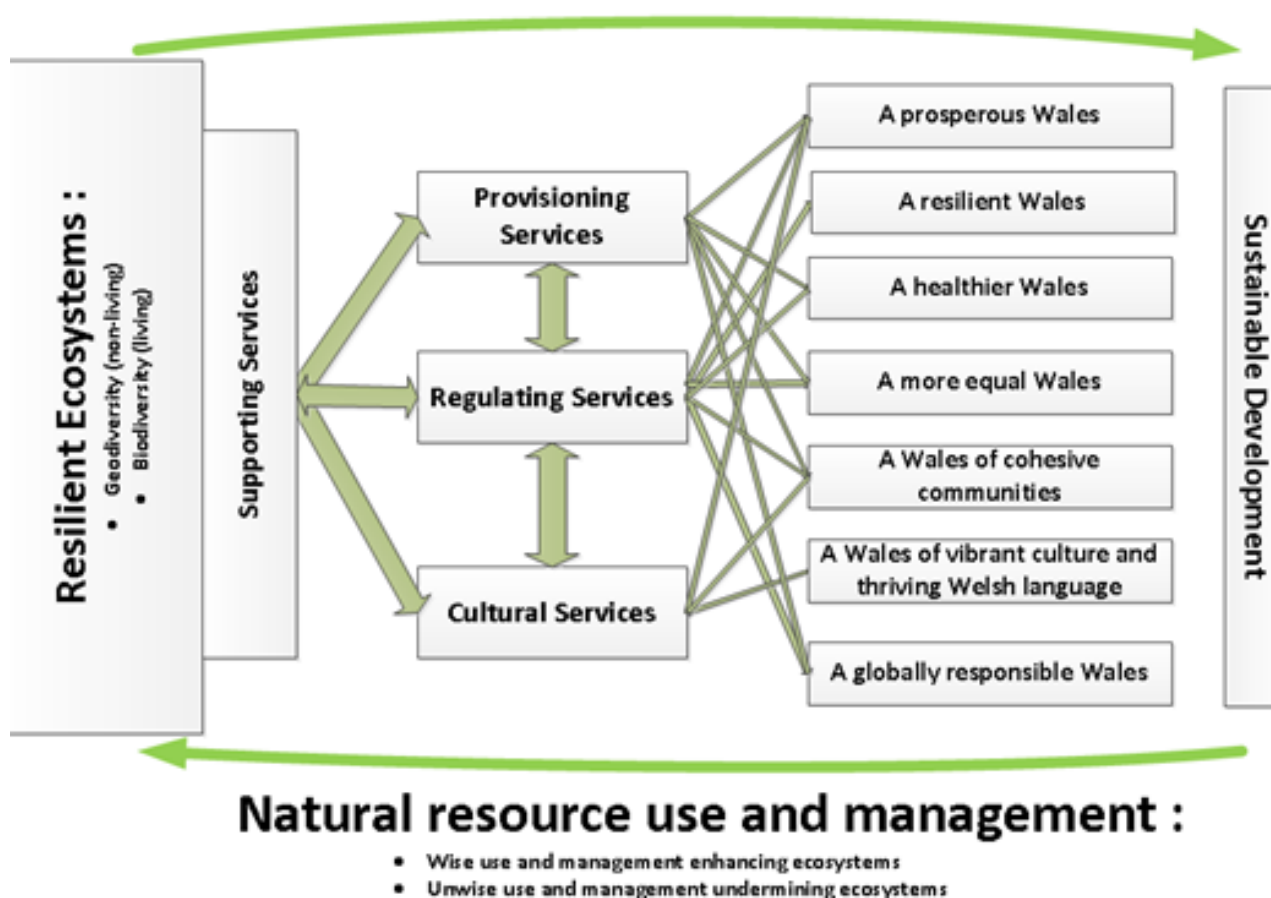 Resilient Ecosystems :
• Geodiversity (non-living)
• Biodiversity (living)
Supporting Services
Provisioning
Services
Regulating Services
Cultural Services
A prosperous Wales
A resilient Wales
A healthier Wales
A more equal Wales
A Wales of cohesive
communities
A Wales of vibrant culture and
thriving Welsh language
A globally responsible Wales
Sustainable Development
Natural resource use and management :
• Wise use and management enhancing ecosystems
• Unwise use and management undermining ecosystems